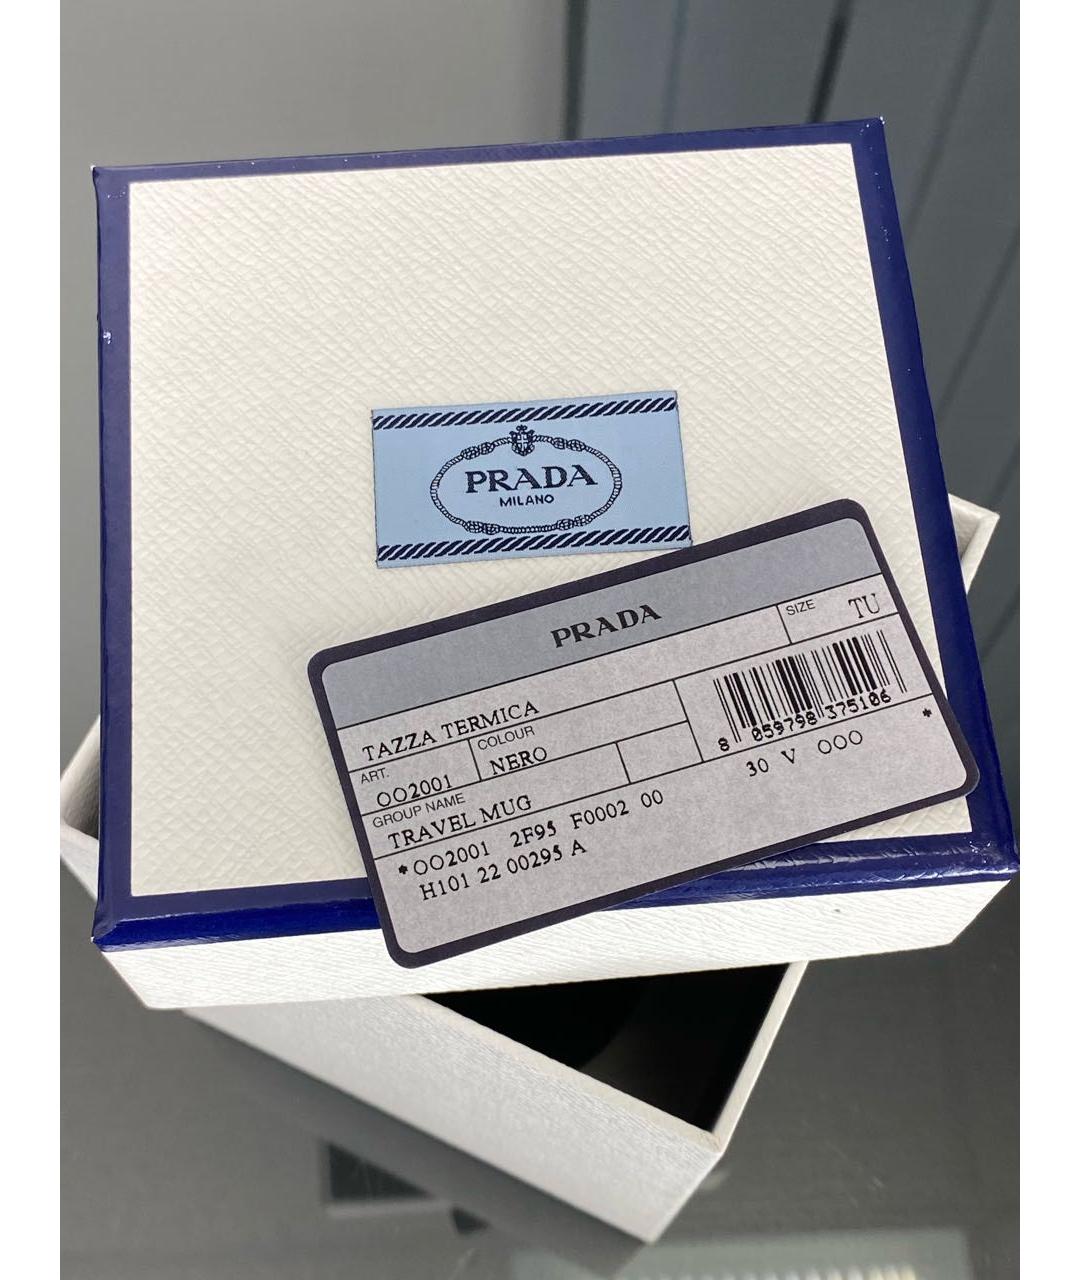 PRADA
MILANO
PRADA
SIZE TU
TAZZA TERMICA
ART. COLOUR
OO2001 NERO
GROUP NAME
TRAVEL MUG
8 059798 375106
*OO2001 2F95 F0002 00 30 V OOO *
H101 22 00295 A